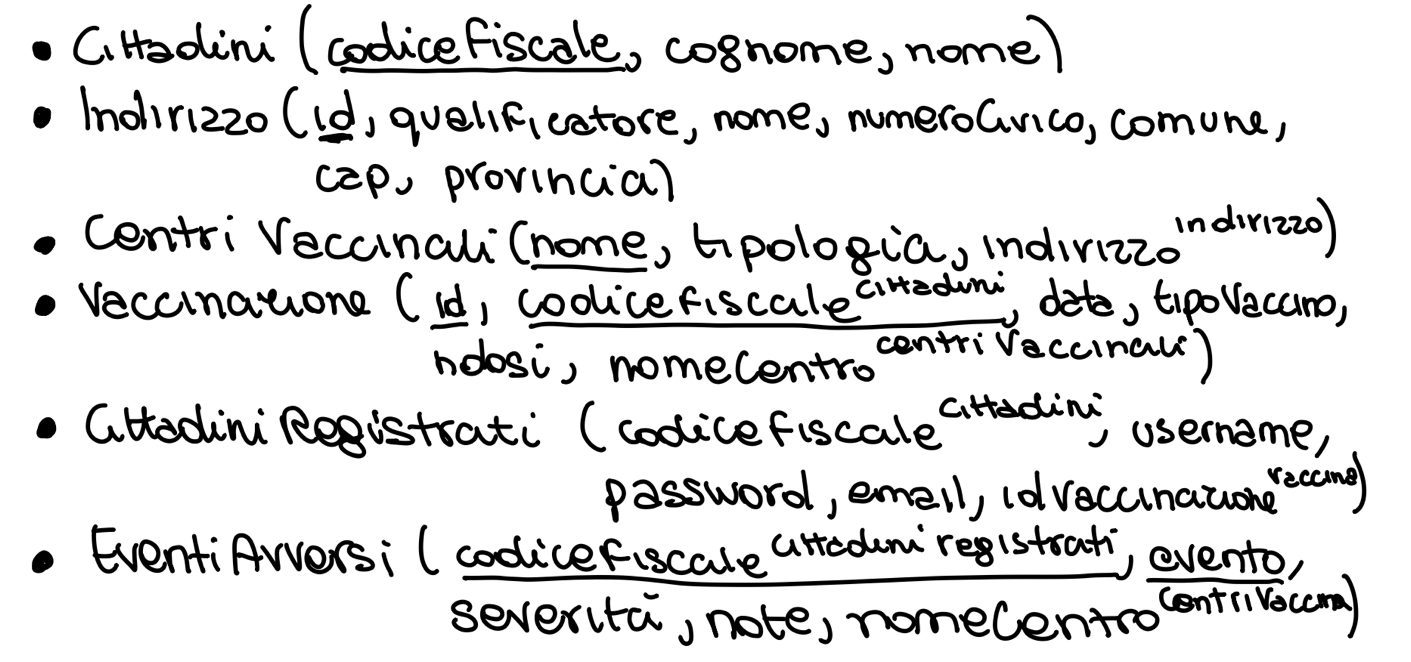 • Cittadini (codicefiscale, cognome, nome)
• Indirizzo (id, qualificatore, nome, numeroCivico, comune,
cap, provincia)
• Centri Vaccinali (nome, tipologia, indirizzo^indirizzo)
• Vaccinazione (id, codicefiscale^cittadini, data, tipoVaccino,
ndosi, nomeCentro^centri Vaccinali)
• Cittadini Registrati (codicefiscale^cittadini, username,
password, email, idVaccinazione^vaccina)
• EventiAvversi (codicefiscale^cittadini registrati, evento,
severità, note, nomeCentro^CentriVaccina)